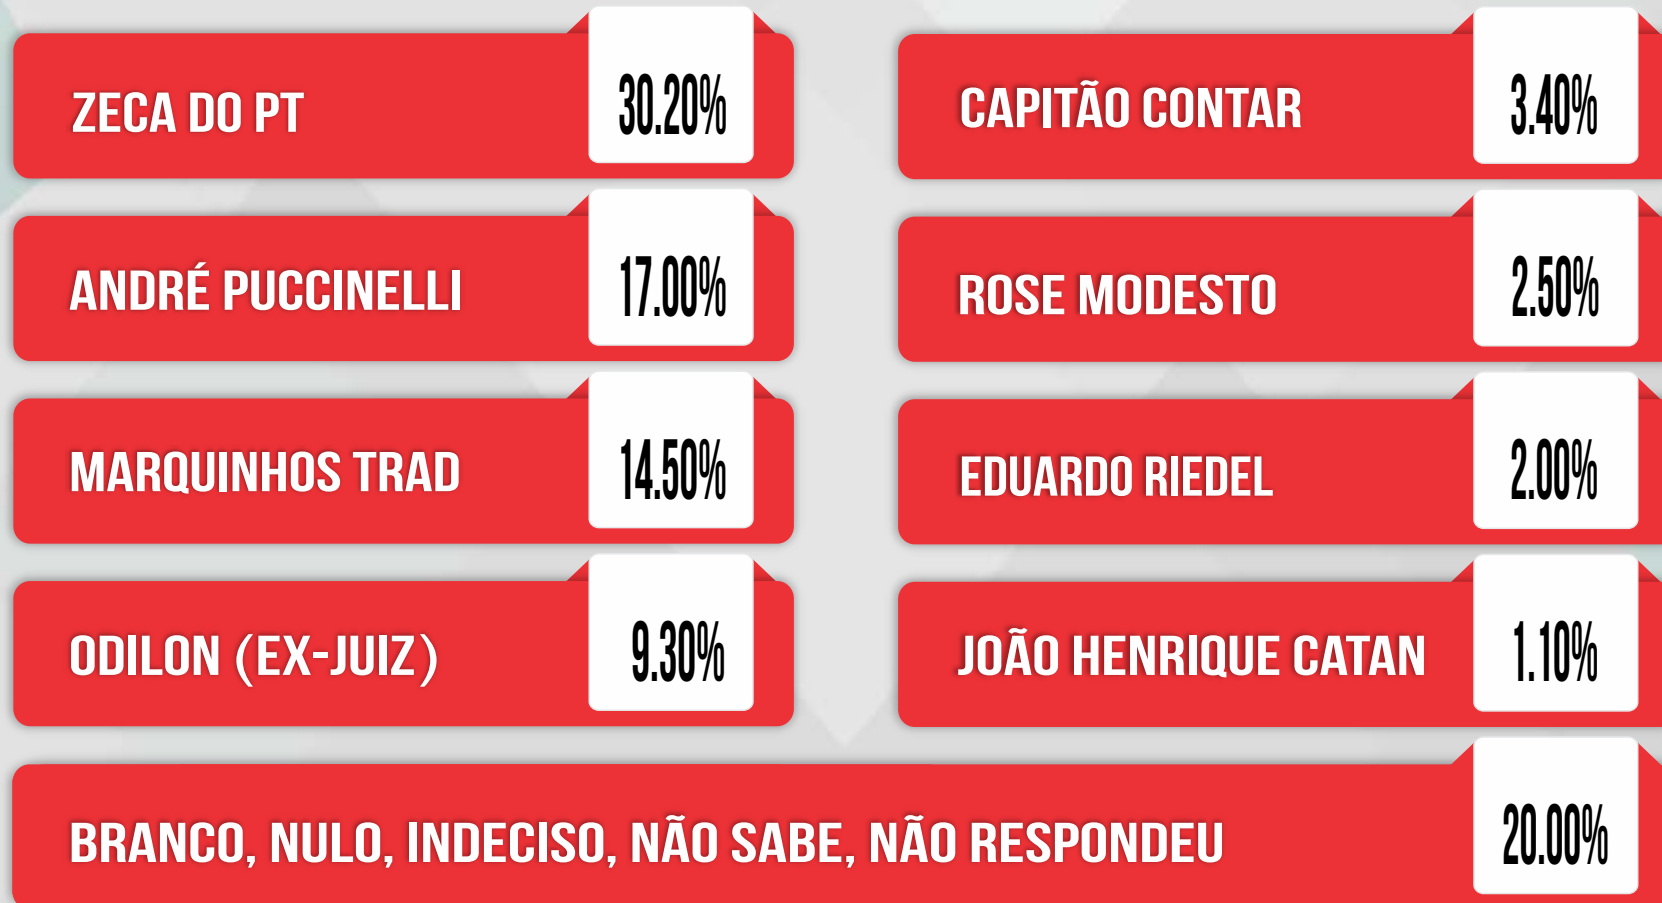 ZECA DO PT
30.20%
ANDRÉ PUCCINELLI
17.00%
MARQUINHOS TRAD
14.50%
ODILON (EX-JUIZ)
9.30%
CAPITÃO CONTAR
3.40%
ROSE MODESTO
2.50%
EDUARDO RIEDEL
2.00%
JOÃO HENRIQUE CATAN
1.10%
BRANCO, NULO, INDECISO, NÃO SABE, NÃO RESPONDEU
20.00%